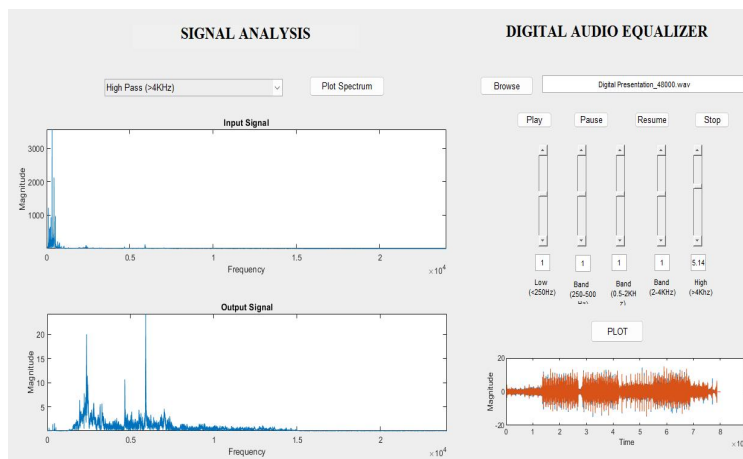 SIGNAL ANALYSIS
High Pass (>4KHz)
Plot Spectrum
Input Signal
Magnitude
3000
2000
1000
0 0.5 1 1.5 2
Frequency
×10⁴
Output Signal
Magnitude
20
15
10
5
0 0.5 1 1.5 2
Frequency
×10⁴
DIGITAL AUDIO EQUALIZER
Browse
Digital Presentation_48000.wav
Play Pause Resume Stop
1 1 1 1 5.14
Low
(<250Hz)
Band
(250-500
Band
(0.5-2KH
z)
Band
(2-4KHz)
High
(>4Khz)
PLOT
Magnitude
20
0
-20
0 1 2 3 4 5 6 7 8 9
Time